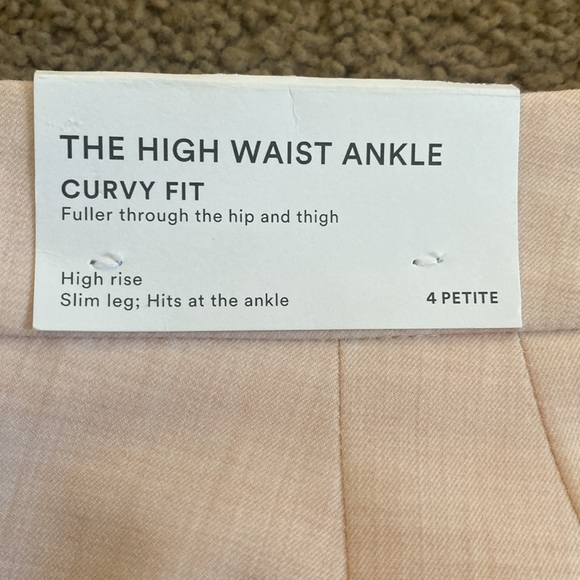 THE HIGH WAIST ANKLE
CURVY FIT
Fuller through the hip and thigh
High rise
Slim leg; Hits at the ankle
4 PETITE